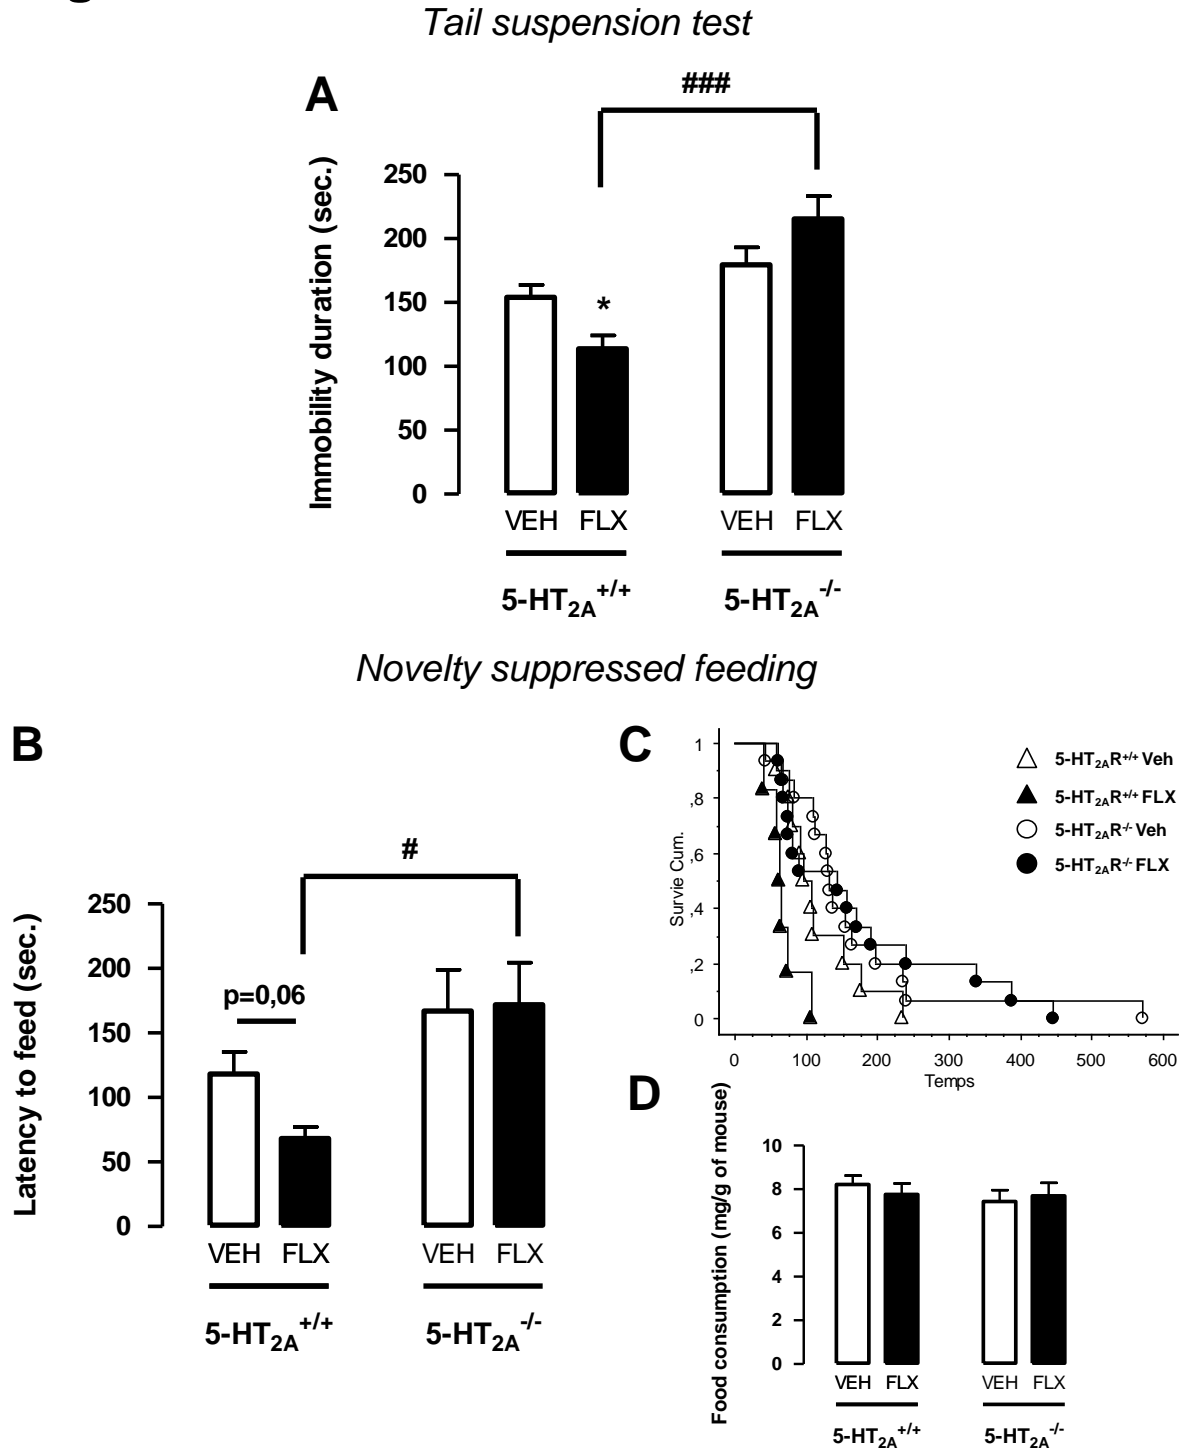 Tail suspension test
A
###
Immobility duration (sec.)
250
200
150
100
50
0
*
VEH FLX VEH FLX
5-HT2A+/+ 5-HT2A-/-
Novelty suppressed feeding
B
#
Latency to feed (sec.)
250
200
150
100
50
0
p=0,06
VEH FLX VEH FLX
5-HT2A+/+ 5-HT2A-/-
C
Survie Cum.
1
,8
,6
,4
,2
0
0 100 200 300 400 500 600
Temps
5-HT2AR+/+ Veh
5-HT2AR+/+ FLX
5-HT2AR-/- Veh
5-HT2AR-/- FLX
D
Food consumption (mg/g of mouse)
10
8
6
4
2
0
VEH FLX VEH FLX
5-HT2A+/+ 5-HT2A-/-